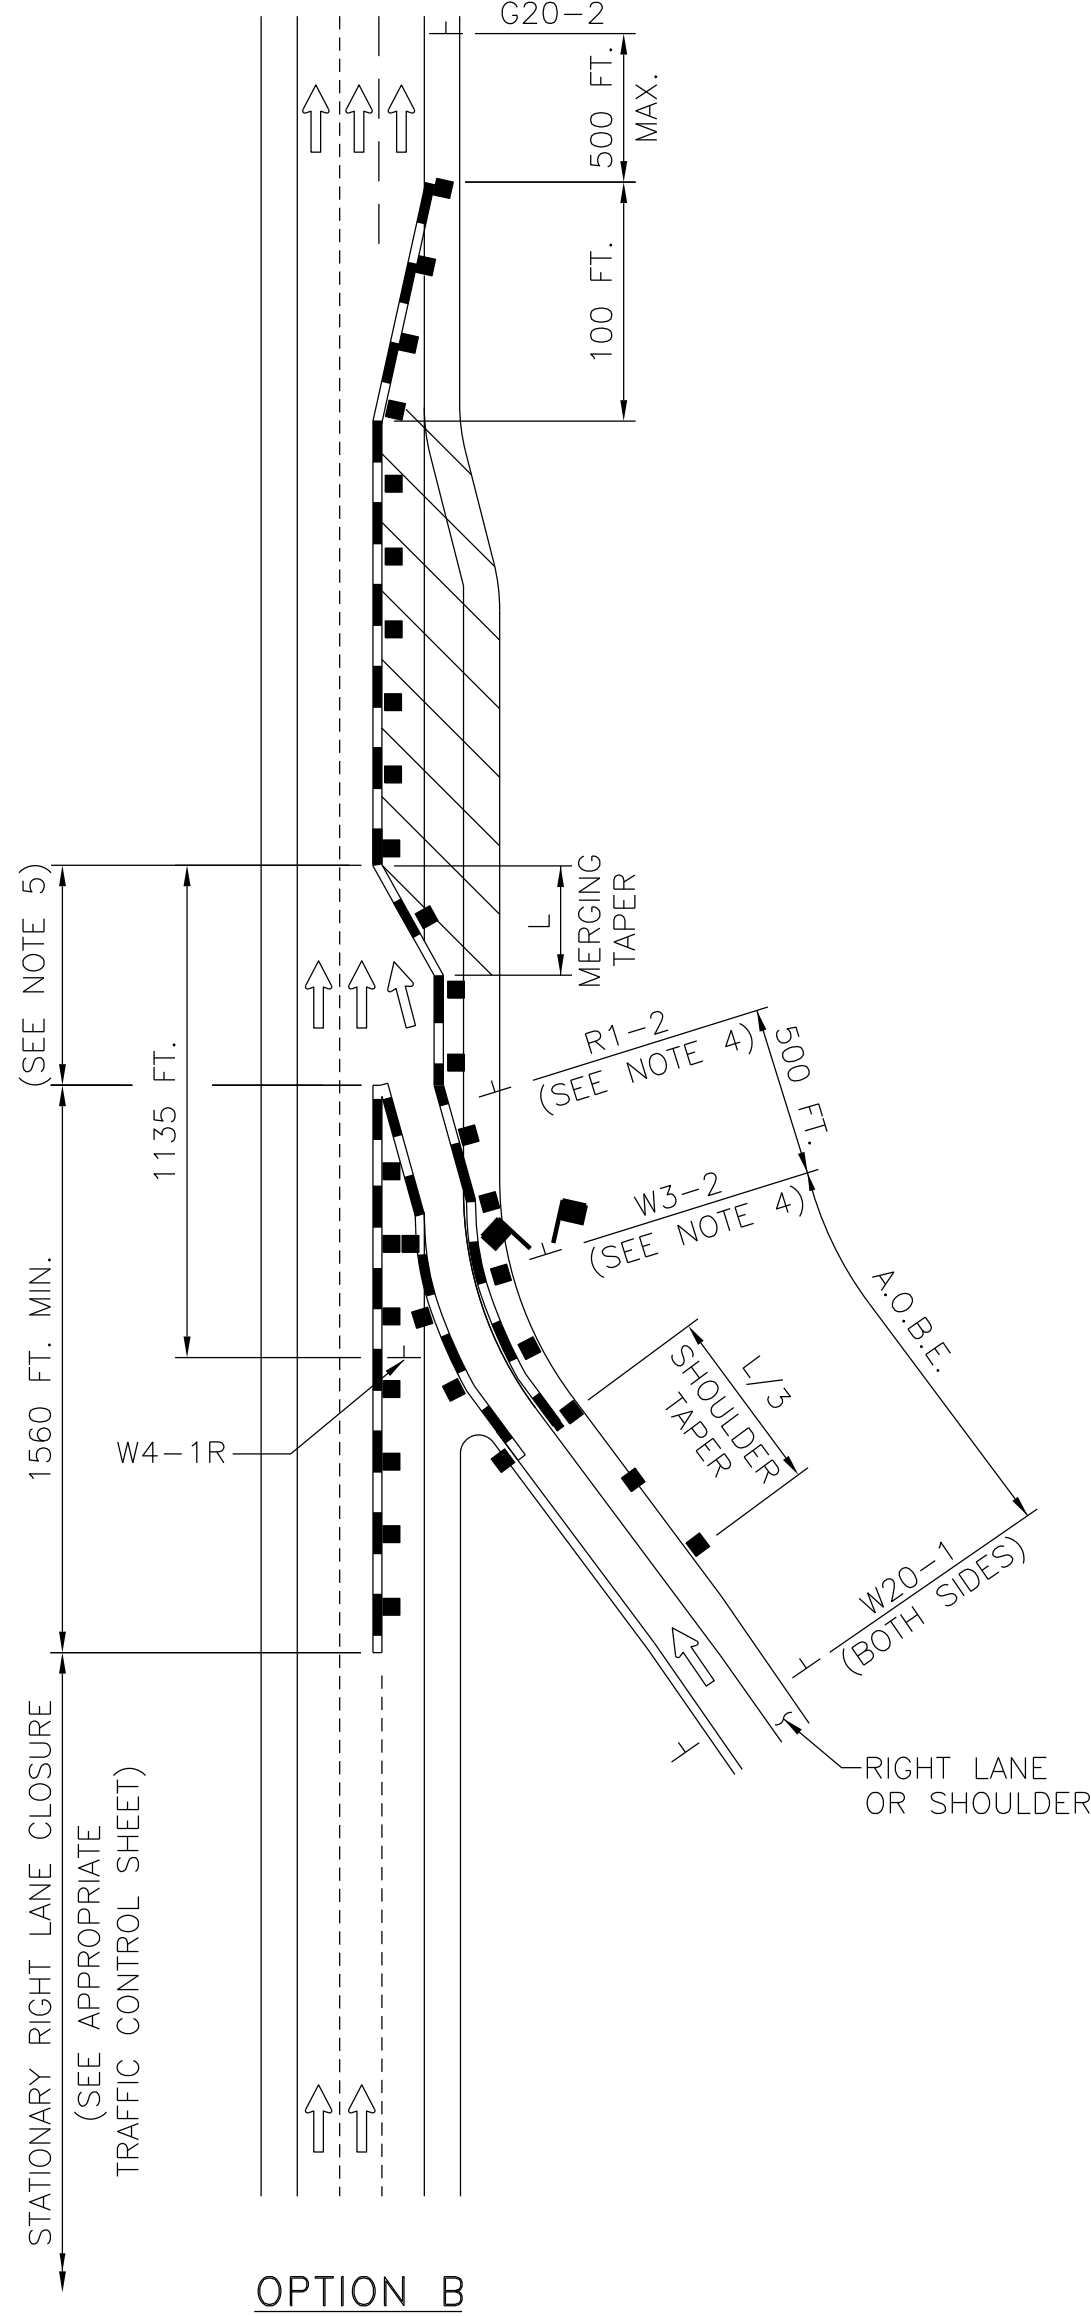 G20-2
500 FT.
MAX.
100 FT.
(SEE NOTE 5)
L
MERGING
TAPER
1135 FT.
R1-2
(SEE NOTE 4)
500 FT.
W3-2
(SEE NOTE 4)
A.O.B.E.
1560 FT. MIN.
L/3
SHOULDER
TAPER
W4-1R
W20-1
(BOTH SIDES)
RIGHT LANE
OR SHOULDER
STATIONARY RIGHT LANE CLOSURE
(SEE APPROPRIATE
TRAFFIC CONTROL SHEET)
OPTION B